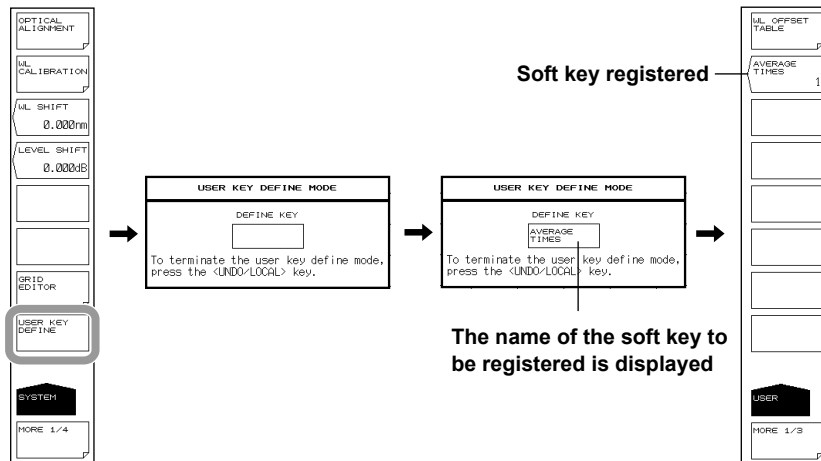 OPTICAL
ALIGNMENT
WL
CALIBRATION
WL SHIFT
0.000nm
LEVEL SHIFT
0.000dB
GRID
EDITOR
USER KEY
DEFINE
SYSTEM
MORE 1/4
USER KEY DEFINE MODE
DEFINE KEY
To terminate the user key define mode,
press the <UNDO/LOCAL> key.
USER KEY DEFINE MODE
DEFINE KEY
AVERAGE
TIMES
To terminate the user key define mode,
press the <UNDO/LOCAL> key.
The name of the soft key to
be registered is displayed
Soft key registered
WL OFFSET
TABLE
AVERAGE
TIMES
1
USER
MORE 1/3